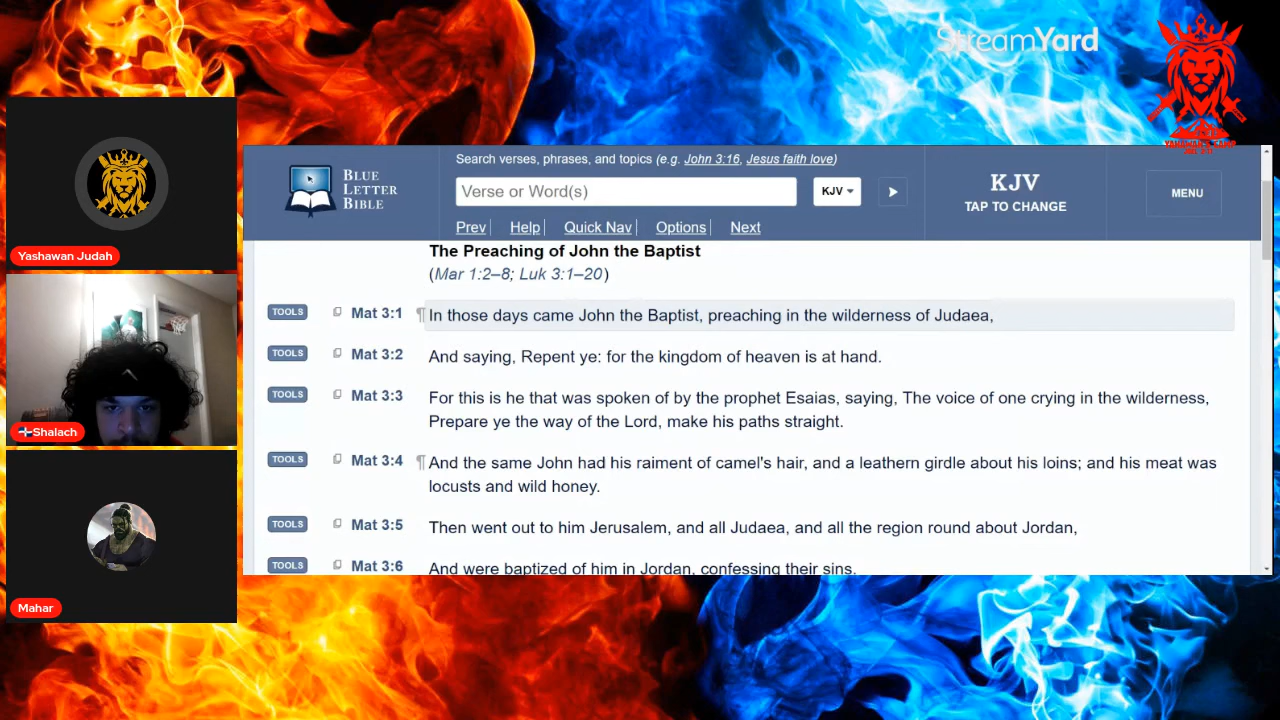 StreamYard
YAHAWAH'S CAMP
Yashawan Judah
Shalach
Mahar
BLUE
LETTER
BIBLE
Search verses, phrases, and topics (e.g. John 3:16, Jesus faith love)
Verse or Word(s)
KJV
Prev
Help
Quick Nav
Options
Next
KJV
TAP TO CHANGE
MENU
The Preaching of John the Baptist
(Mar 1:2–8; Luk 3:1–20)
TOOLS Mat 3:1 ¶ In those days came John the Baptist, preaching in the wilderness of Judaea,
TOOLS Mat 3:2 And saying, Repent ye: for the kingdom of heaven is at hand.
TOOLS Mat 3:3 For this is he that was spoken of by the prophet Esaias, saying, The voice of one crying in the wilderness,
Prepare ye the way of the Lord, make his paths straight.
TOOLS Mat 3:4 ¶ And the same John had his raiment of camel's hair, and a leathern girdle about his loins; and his meat was
locusts and wild honey.
TOOLS Mat 3:5 Then went out to him Jerusalem, and all Judaea, and all the region round about Jordan,
TOOLS Mat 3:6 And were baptized of him in Jordan, confessing their sins.